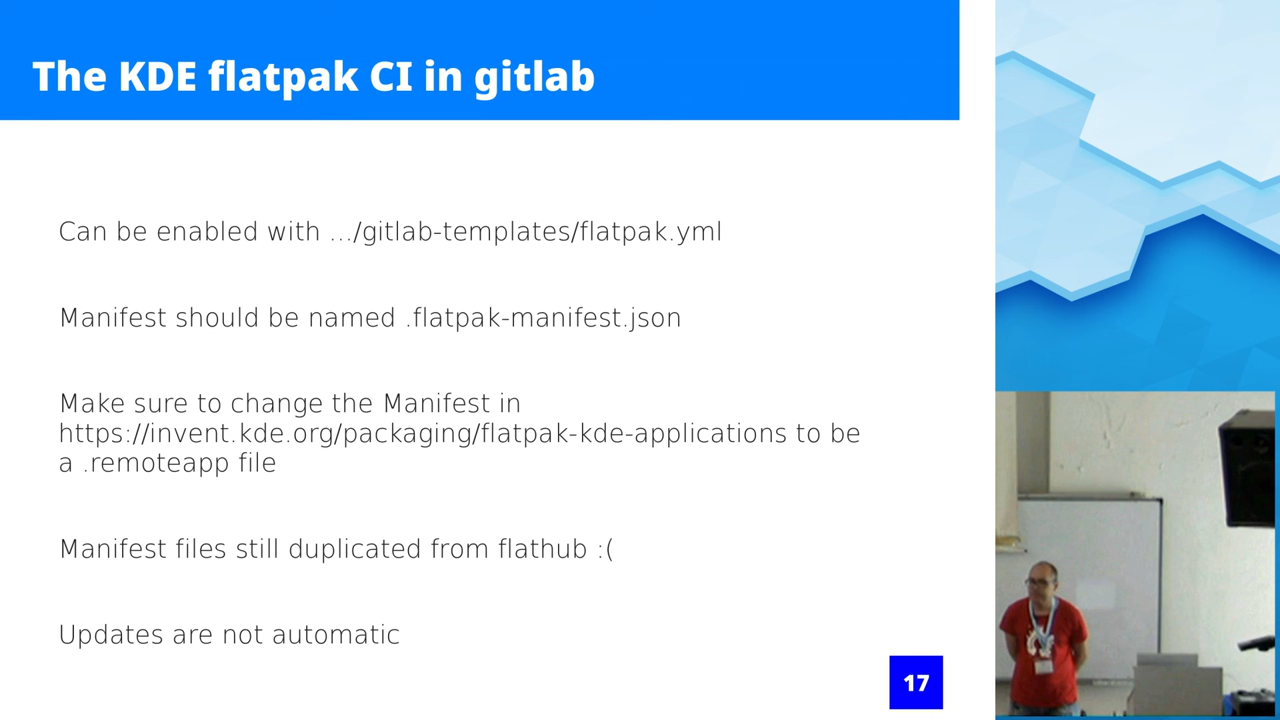 The KDE flatpak CI in gitlab
Can be enabled with .../gitlab-templates/flatpak.yml
Manifest should be named .flatpak-manifest.json
Make sure to change the Manifest in
https://invent.kde.org/packaging/flatpak-kde-applications to be
a .remoteapp file
Manifest files still duplicated from flathub :(
Updates are not automatic
17